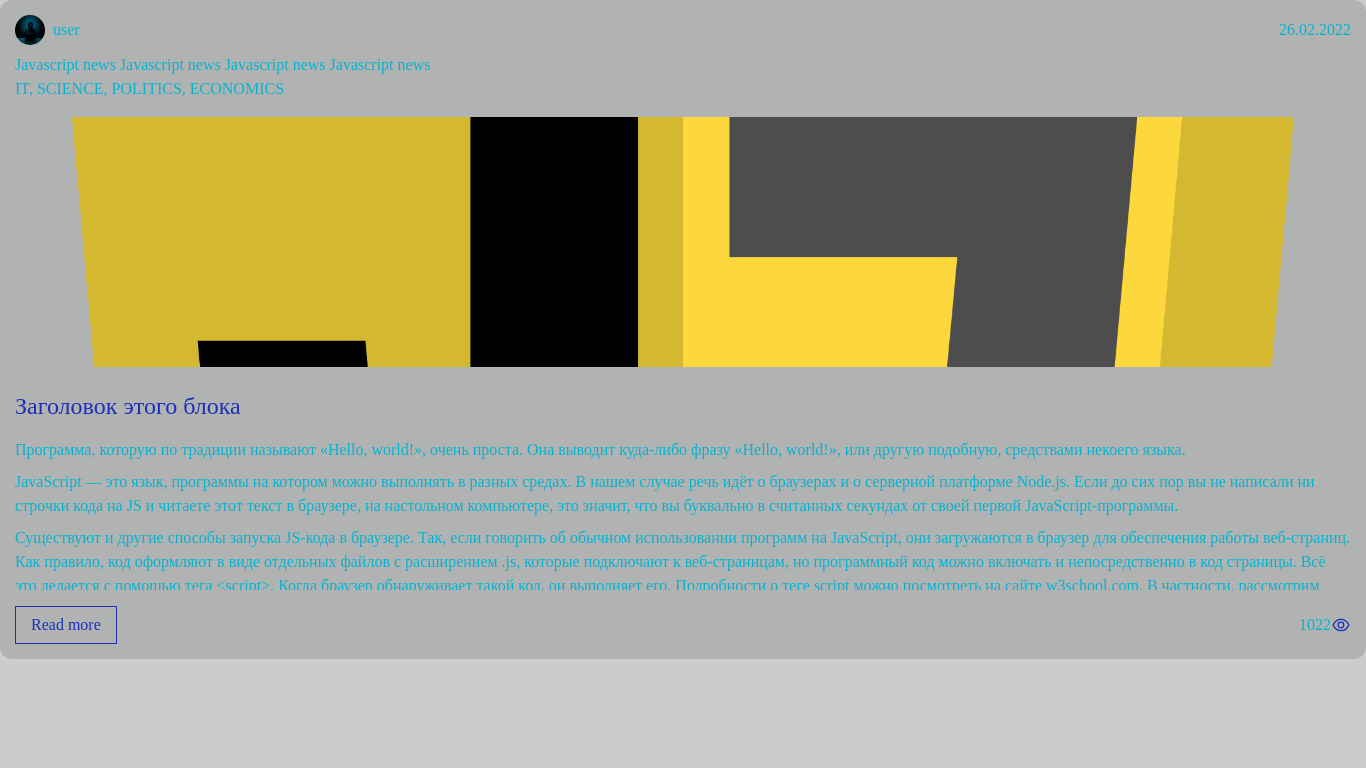 user
26.02.2022
Javascript news Javascript news Javascript news Javascript news
IT, SCIENCE, POLITICS, ECONOMICS
Заголовок этого блока
Программа, которую по традиции называют «Hello, world!», очень проста. Она выводит куда-либо фразу «Hello, world!», или другую подобную, средствами некоего языка.
JavaScript — это язык, программы на котором можно выполнять в разных средах. В нашем случае речь идёт о браузерах и о серверной платформе Node.js. Если до сих пор вы не написали ни
строчки кода на JS и читаете этот текст в браузере, на настольном компьютере, это значит, что вы буквально в считанных секундах от своей первой JavaScript-программы.
Существуют и другие способы запуска JS-кода в браузере. Так, если говорить об обычном использовании программ на JavaScript, они загружаются в браузер для обеспечения работы веб-страниц.
Как правило, код оформляют в виде отдельных файлов с расширением .js, которые подключают к веб-страницам, но программный код можно включать и непосредственно в код страницы. Всё
это делается с помощью тега <script>. Когда браузер обнаруживает такой код, он выполняет его. Подробности о теге script можно посмотреть на сайте w3school.com. В частности, рассмотрим
Read more
1022